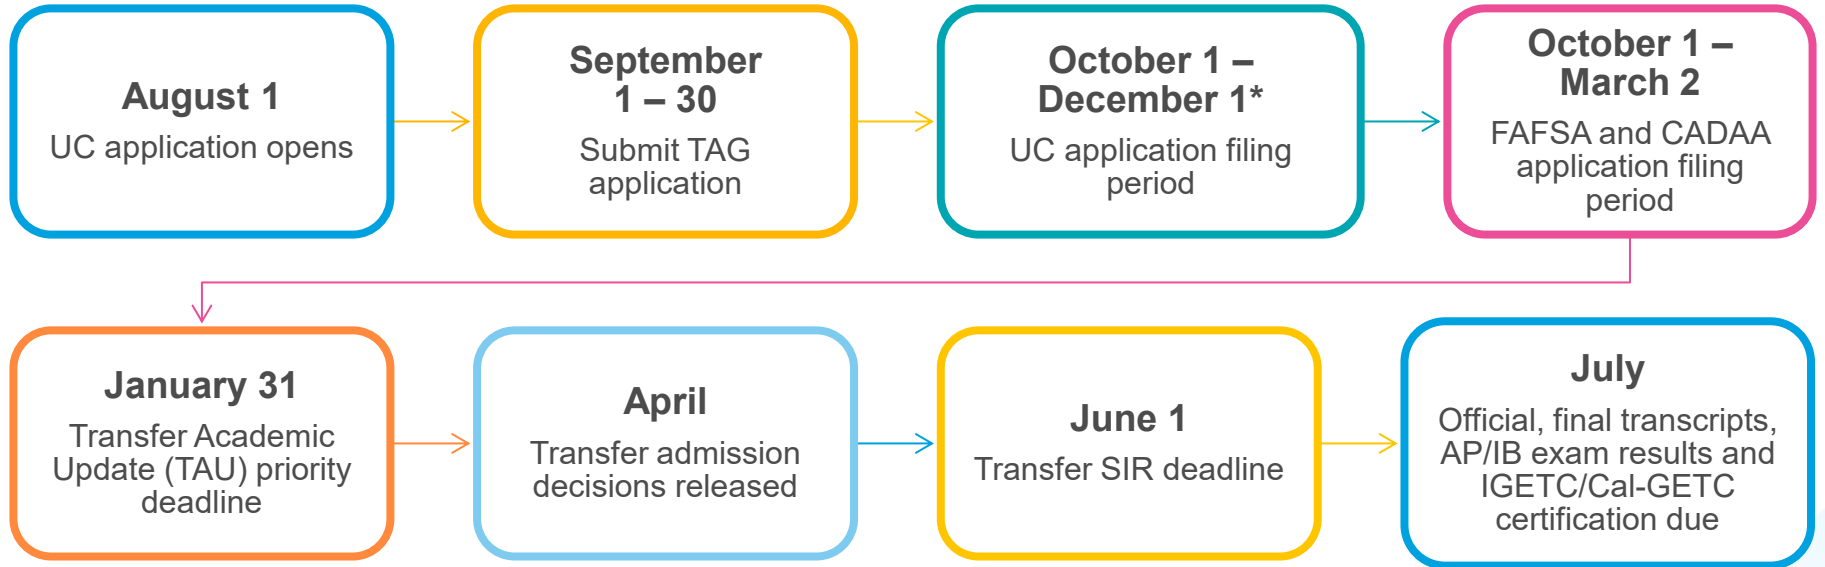 August 1
UC application opens
September
1 – 30
Submit TAG
application
October 1 –
December 1*
UC application filing
period
October 1 –
March 2
FAFSA and CADAA
application filing
period
January 31
Transfer Academic
Update (TAU) priority
deadline
April
Transfer admission
decisions released
June 1
Transfer SIR deadline
July
Official, final transcripts,
AP/IB exam results and
IGETC/Cal-GETC
certification due